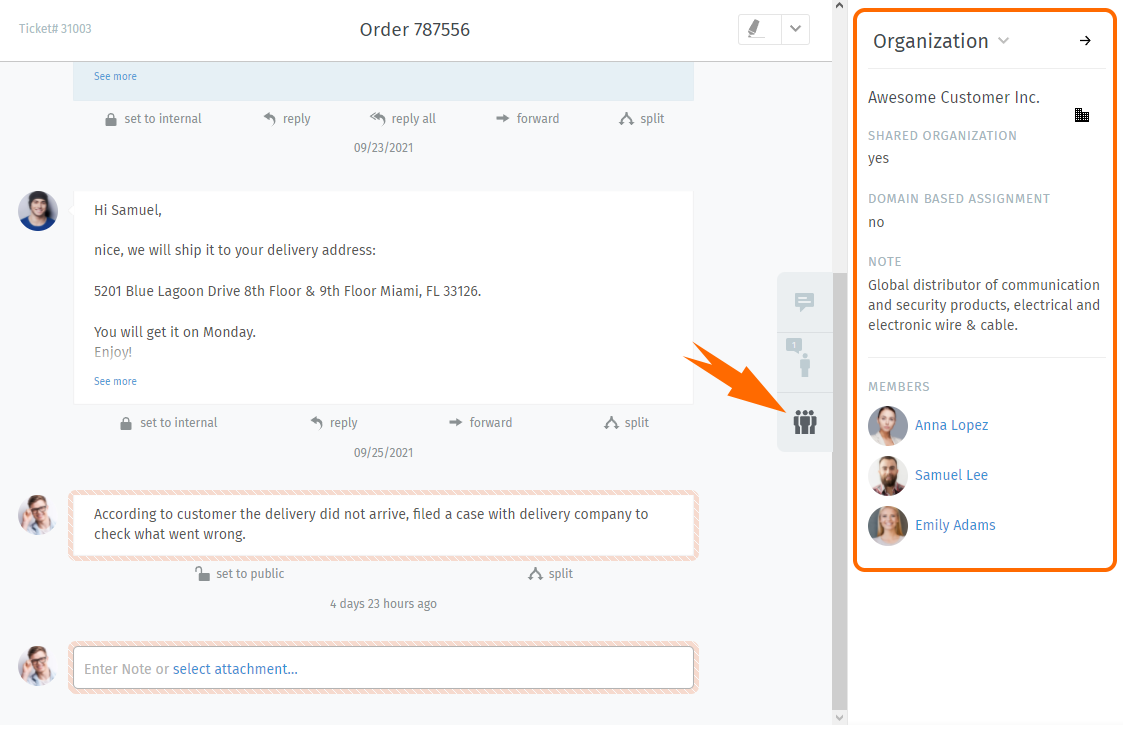 Ticket# 31003
Order 787556
See more
set to internal
reply
reply all
forward
split
09/23/2021
Hi Samuel,
nice, we will ship it to your delivery address:
5201 Blue Lagoon Drive 8th Floor & 9th Floor Miami, FL 33126.
You will get it on Monday.
Enjoy!
See more
set to internal
reply
forward
split
09/25/2021
According to customer the delivery did not arrive, filed a case with delivery company to
check what went wrong.
set to public
split
4 days 23 hours ago
Enter Note or select attachment...
1
Organization
Awesome Customer Inc.
SHARED ORGANIZATION
yes
DOMAIN BASED ASSIGNMENT
no
NOTE
Global distributor of communication
and security products, electrical and
electronic wire & cable.
MEMBERS
Anna Lopez
Samuel Lee
Emily Adams